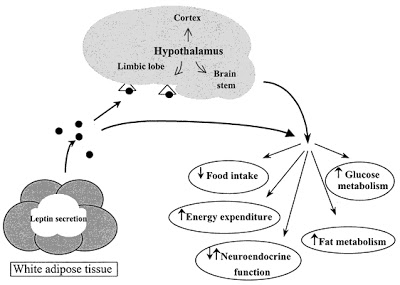 Cortex
Hypothalamus
Limbic lobe
Brain
stem
↓ Food intake
↑ Glucose
metabolism
Leptin secretion
↑Energy expenditure
↑Fat metabolism
↓↑Neuroendocrine
function
White adipose tissue